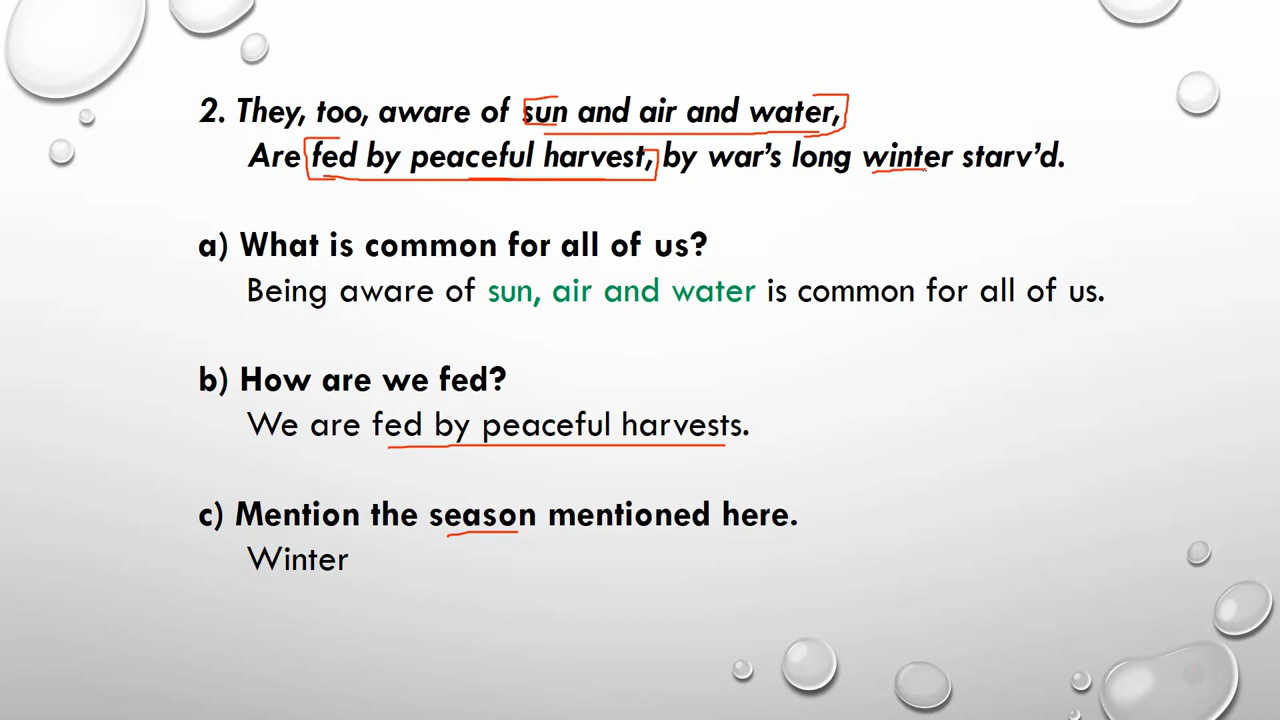 2. They, too, aware of sun and air and water,
Are fed by peaceful harvest, by war's long winter starv'd.
a) What is common for all of us?
Being aware of sun, air and water is common for all of us.
b) How are we fed?
We are fed by peaceful harvests.
c) Mention the season mentioned here.
Winter